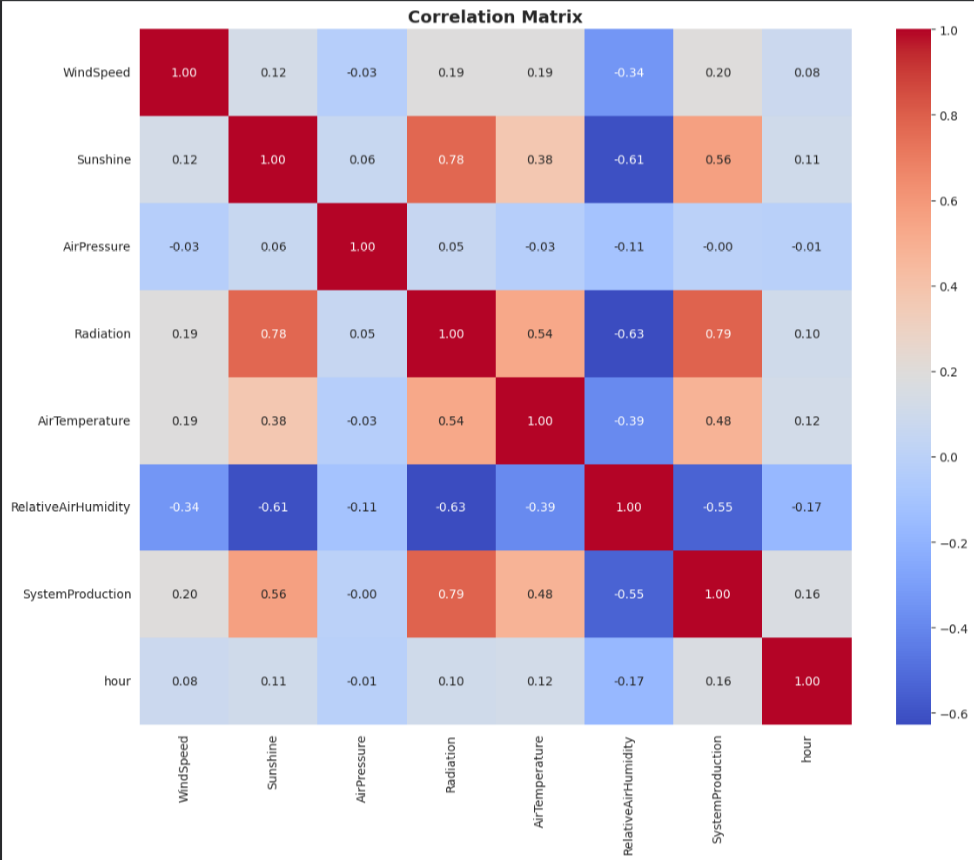 Correlation Matrix
WindSpeed 1.00 0.12 -0.03 0.19 0.19 -0.34 0.20 0.08
Sunshine 0.12 1.00 0.06 0.78 0.38 -0.61 0.56 0.11
AirPressure -0.03 0.06 1.00 0.05 -0.03 -0.11 -0.00 -0.01
Radiation 0.19 0.78 0.05 1.00 0.54 -0.63 0.79 0.10
AirTemperature 0.19 0.38 -0.03 0.54 1.00 -0.39 0.48 0.12
RelativeAirHumidity -0.34 -0.61 -0.11 -0.63 -0.39 1.00 -0.55 -0.17
SystemProduction 0.20 0.56 -0.00 0.79 0.48 -0.55 1.00 0.16
hour 0.08 0.11 -0.01 0.10 0.12 -0.17 0.16 1.00
WindSpeed
Sunshine
AirPressure
Radiation
AirTemperature
RelativeAirHumidity
SystemProduction
hour
1.0
0.8
0.6
0.4
0.2
0.0
−0.2
−0.4
−0.6